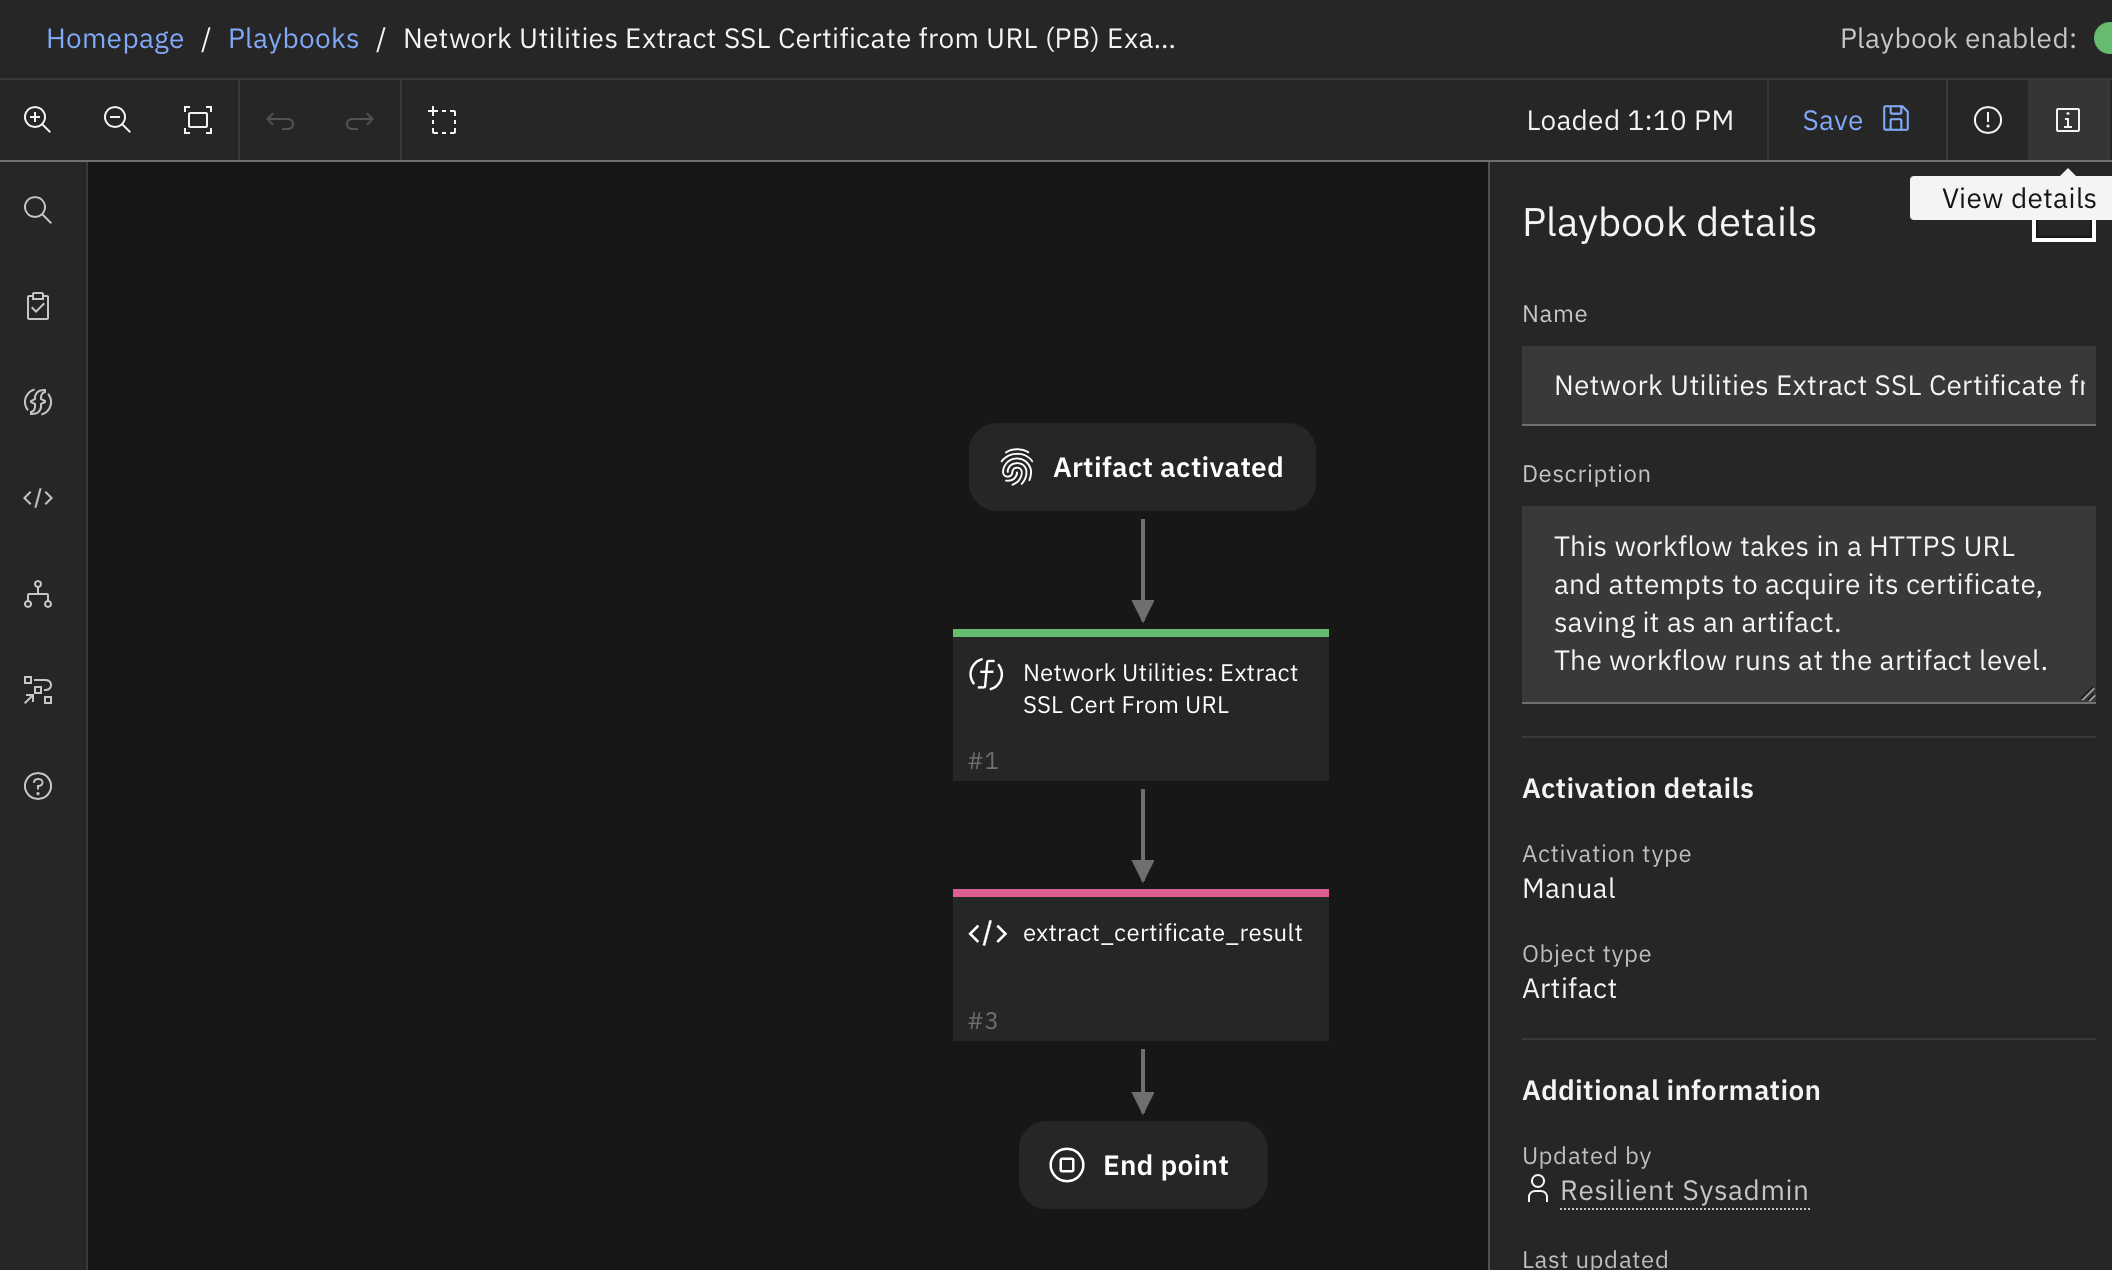 Homepage / Playbooks / Network Utilities Extract SSL Certificate from URL (PB) Exa...
Playbook enabled:
Loaded 1:10 PM
Save
View details
Artifact activated
Network Utilities: Extract
SSL Cert From URL
#1
extract_certificate_result
#3
End point
Playbook details
Name
Network Utilities Extract SSL Certificate fr
Description
This workflow takes in a HTTPS URL
and attempts to acquire its certificate,
saving it as an artifact.
The workflow runs at the artifact level.
Activation details
Activation type
Manual
Object type
Artifact
Additional information
Updated by
Resilient Sysadmin
Last updated